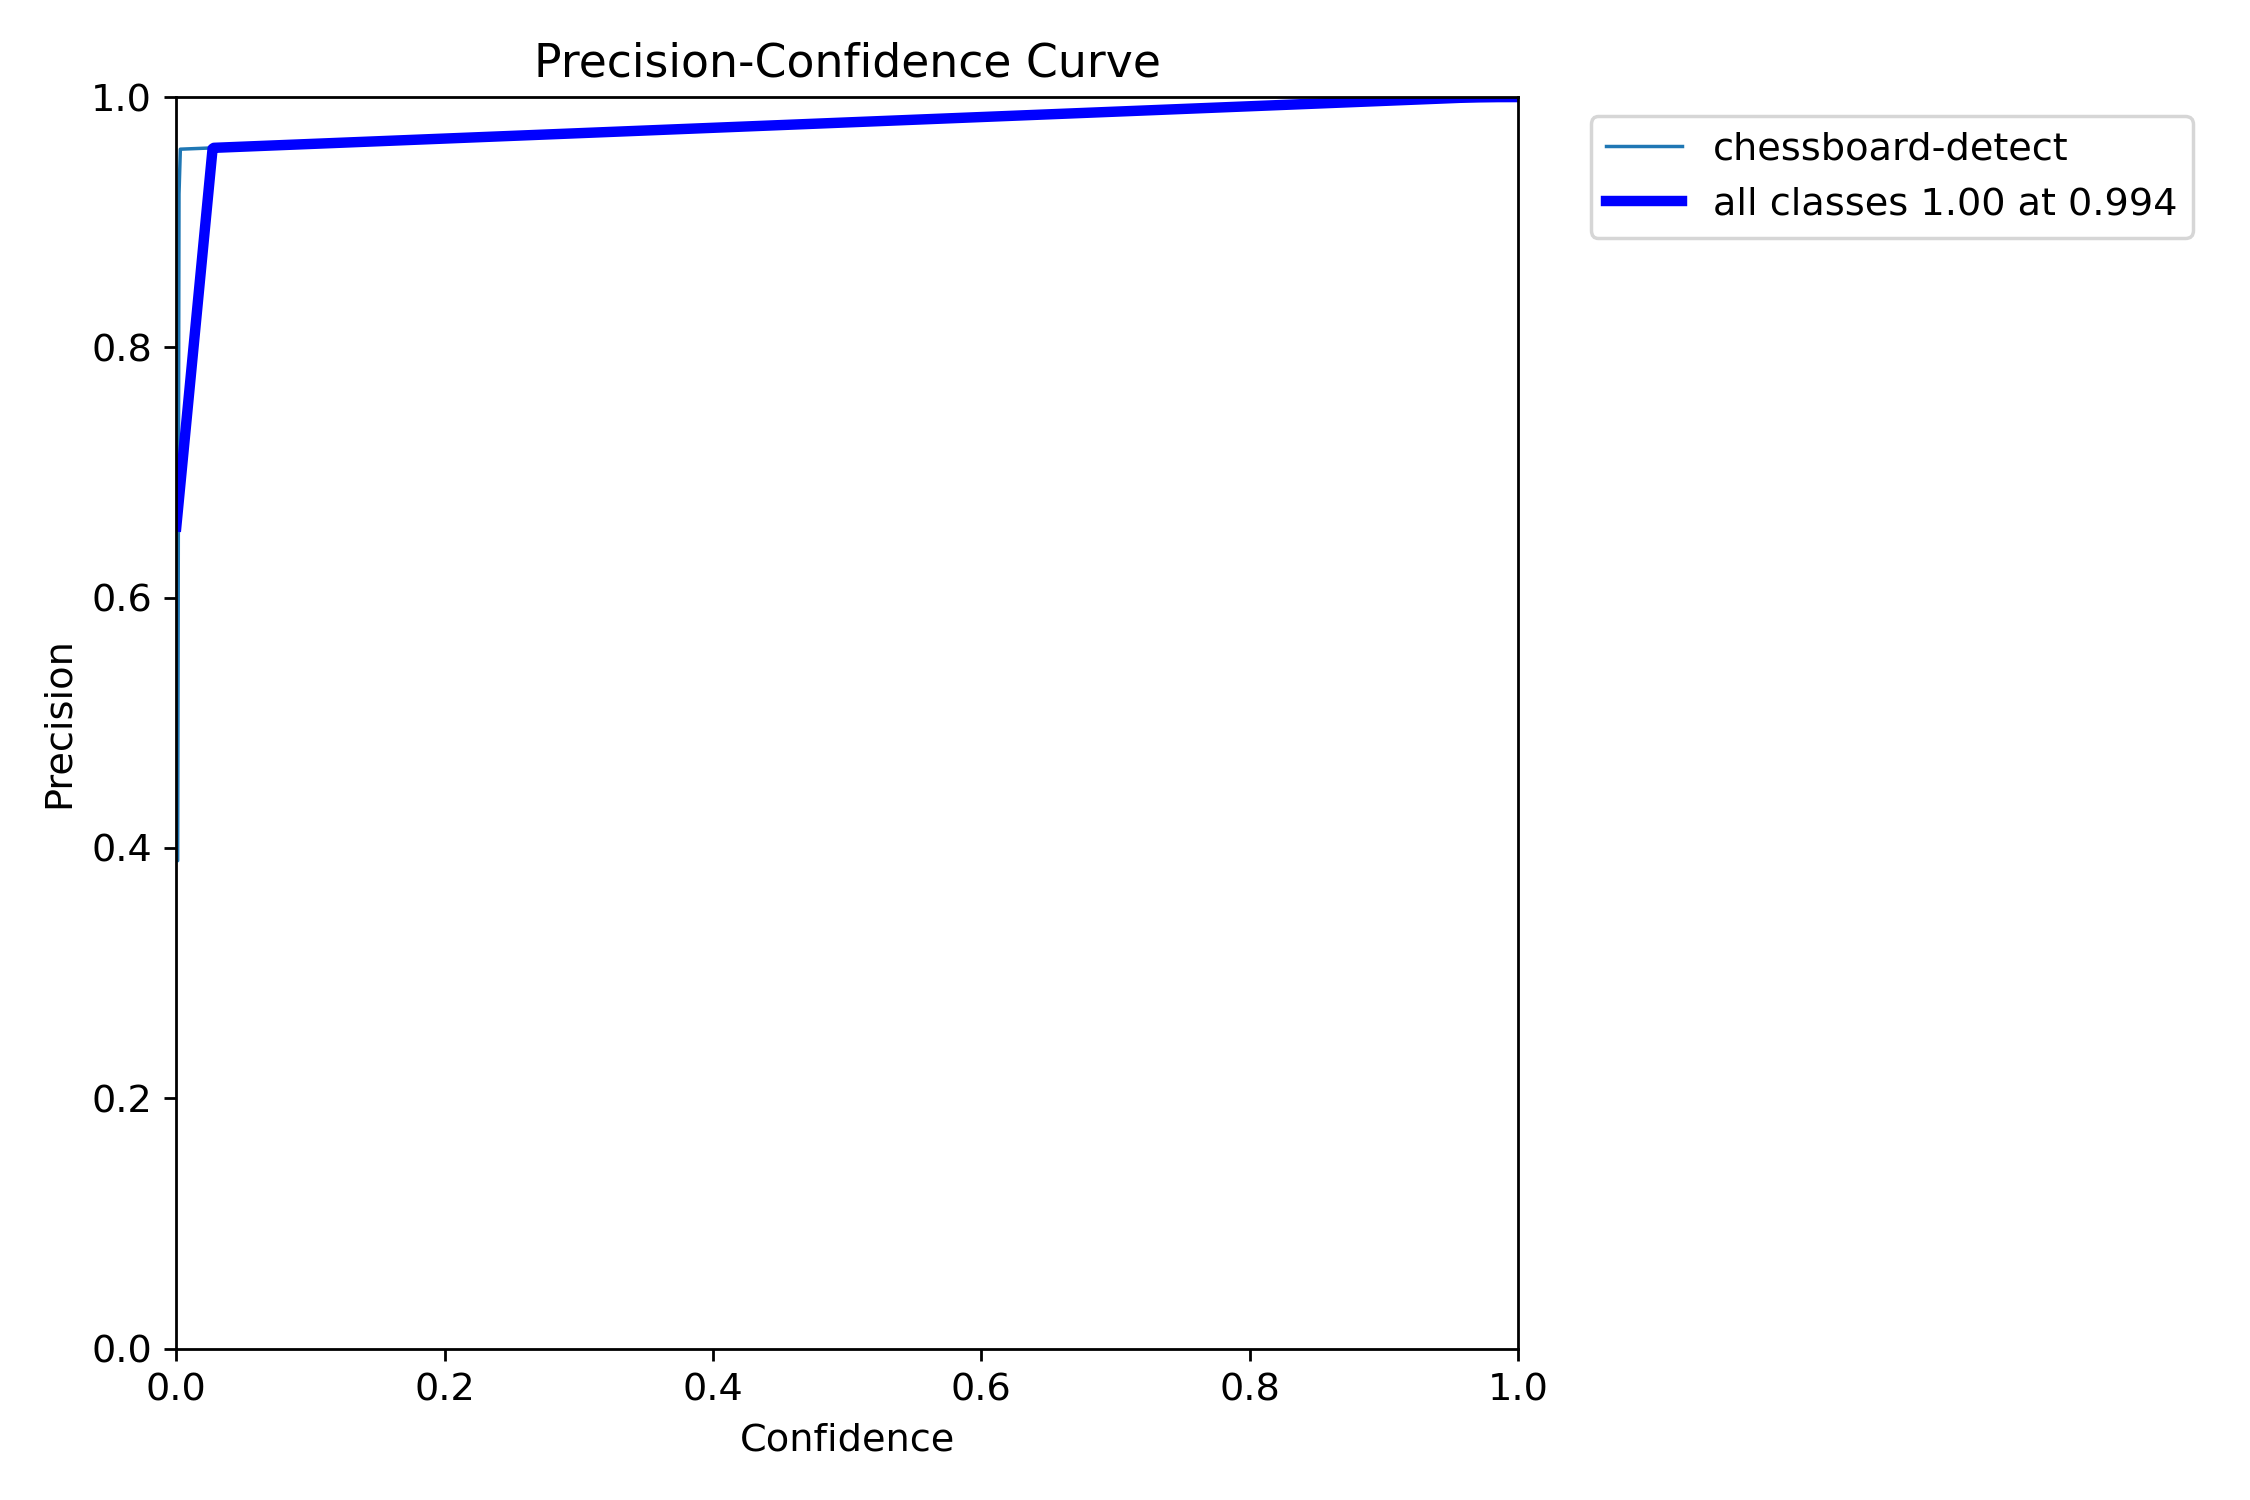 Precision-Confidence Curve
1.0
0.8
0.6
0.4
0.2
0.0
Precision
0.0 0.2 0.4 0.6 0.8 1.0
Confidence
chessboard-detect
all classes 1.00 at 0.994